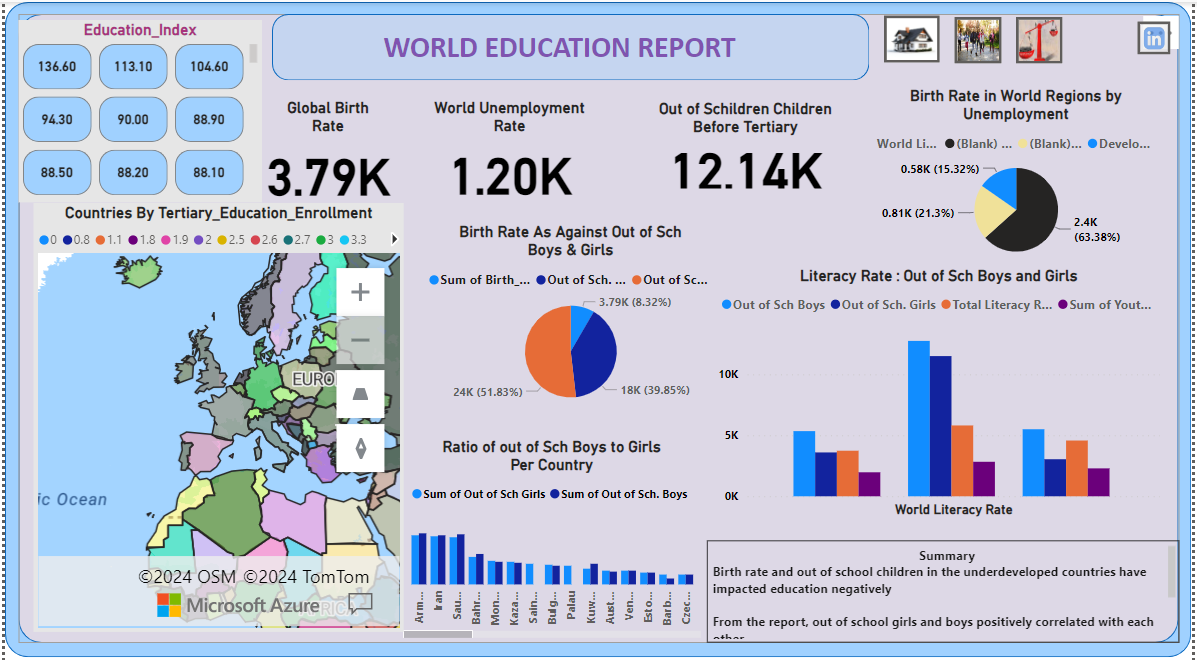 Education_Index
136.60 113.10 104.60
94.30 90.00 88.90
88.50 88.20 88.10
WORLD EDUCATION REPORT
in
Global Birth
Rate
3.79K
World Unemployment
Rate
1.20K
Out of Schildren Children
Before Tertiary
12.14K
Birth Rate in World Regions by
Unemployment
World Li... (Blank) ... (Blank)... Develo...
0.58K (15.32%)
0.81K (21.3%)
2.4K
(63.38%)
Countries By Tertiary_Education_Enrollment
0 0.8 1.1 1.8 1.9 2 2.5 2.6 2.7 3 3.3
EURO
ic Ocean
©2024 OSM ©2024 TomTom
Microsoft Azure
Birth Rate As Against Out of Sch
Boys & Girls
Sum of Birth_... Out of Sch. ... Out of Sc...
3.79K (8.32%)
24K (51.83%)
18K (39.85%)
Literacy Rate : Out of Sch Boys and Girls
Out of Sch Boys Out of Sch. Girls Total Literacy R... Sum of Yout...
10K
5K
0K
World Literacy Rate
Ratio of out of Sch Boys to Girls
Per Country
Sum of Out of Sch Girls Sum of Out of Sch. Boys
Arm... Iran Sau... Bahr... Mon... Kaza... Sain... Bulg... Palau Kuw... Aust... Ven... Esto... Barb... Czec...
Summary
Birth rate and out of school children in the underdeveloped countries have
impacted education negatively
From the report, out of school girls and boys positively correlated with each
other